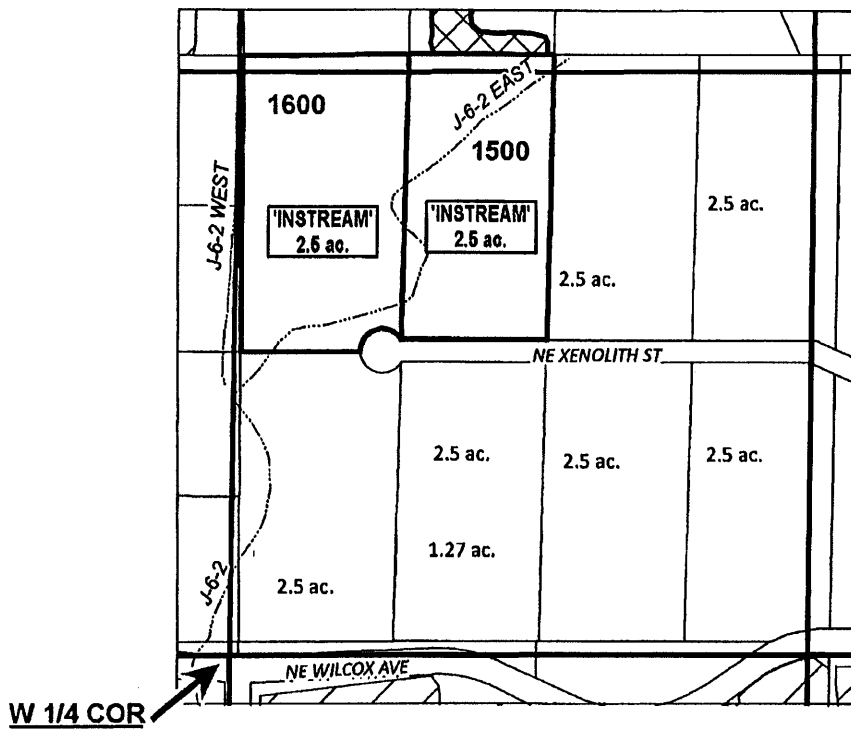 1600
J-6-2 EAST
1500
J-6-2 WEST
'INSTREAM'
2.5 ac.
'INSTREAM'
2.5 ac.
2.5 ac.
2.5 ac.
NE XENOLITH ST
2.5 ac.
2.5 ac.
2.5 ac.
1.27 ac.
2.5 ac.
J-6-2
NE WILCOX AVE
W 1/4 COR